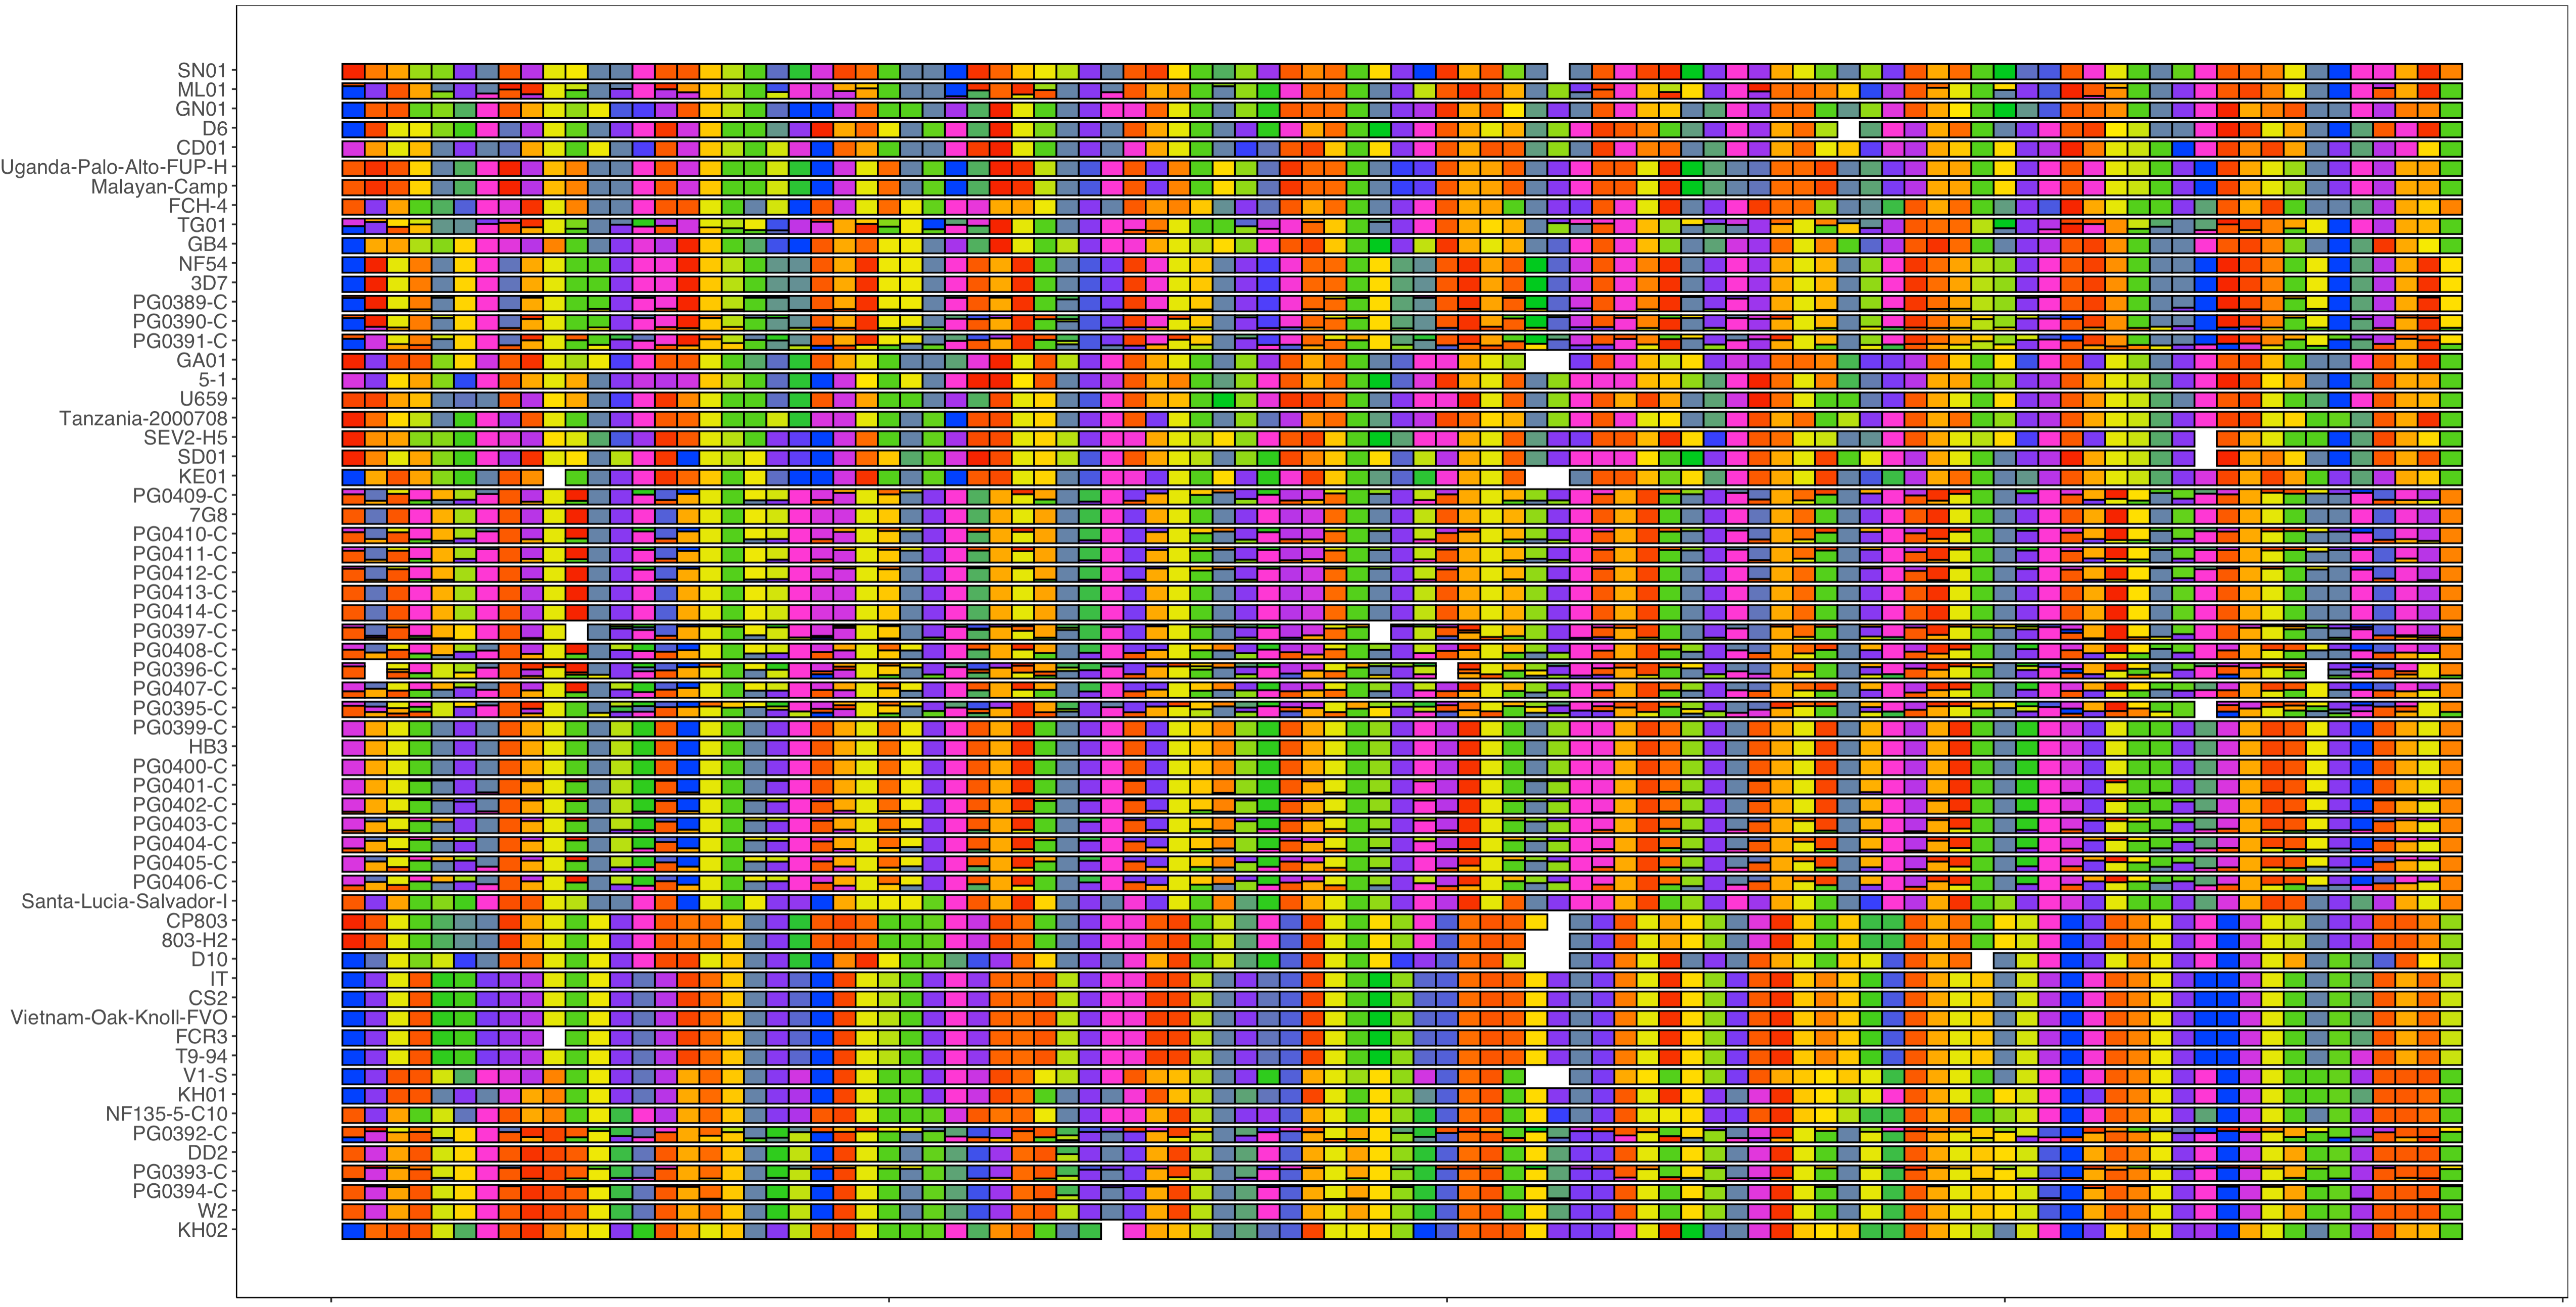 SN01
ML01
GN01
D6
CD01
Uganda-Palo-Alto-FUP-H
Malayan-Camp
FCH-4
TG01
GB4
NF54
3D7
PG0389-C
PG0390-C
PG0391-C
GA01
5-1
U659
Tanzania-2000708
SEV2-H5
SD01
KE01
PG0409-C
7G8
PG0410-C
PG0411-C
PG0412-C
PG0413-C
PG0414-C
PG0397-C
PG0408-C
PG0396-C
PG0407-C
PG0395-C
PG0399-C
HB3
PG0400-C
PG0401-C
PG0402-C
PG0403-C
PG0404-C
PG0405-C
PG0406-C
Santa-Lucia-Salvador-I
CP803
803-H2
D10
IT
CS2
Vietnam-Oak-Knoll-FVO
FCR3
T9-94
V1-S
KH01
NF135-5-C10
PG0392-C
DD2
PG0393-C
PG0394-C
W2
KH02